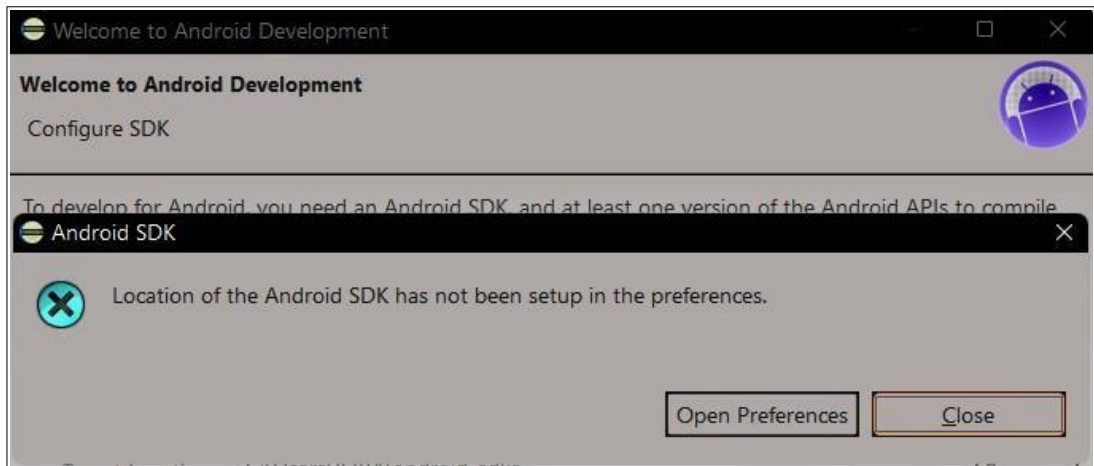 Welcome to Android Development
Welcome to Android Development
Configure SDK
To develop for Android, you need an Android SDK, and at least one version of the Android APIs to compile
Android SDK
Location of the Android SDK has not been setup in the preferences.
Open Preferences Close